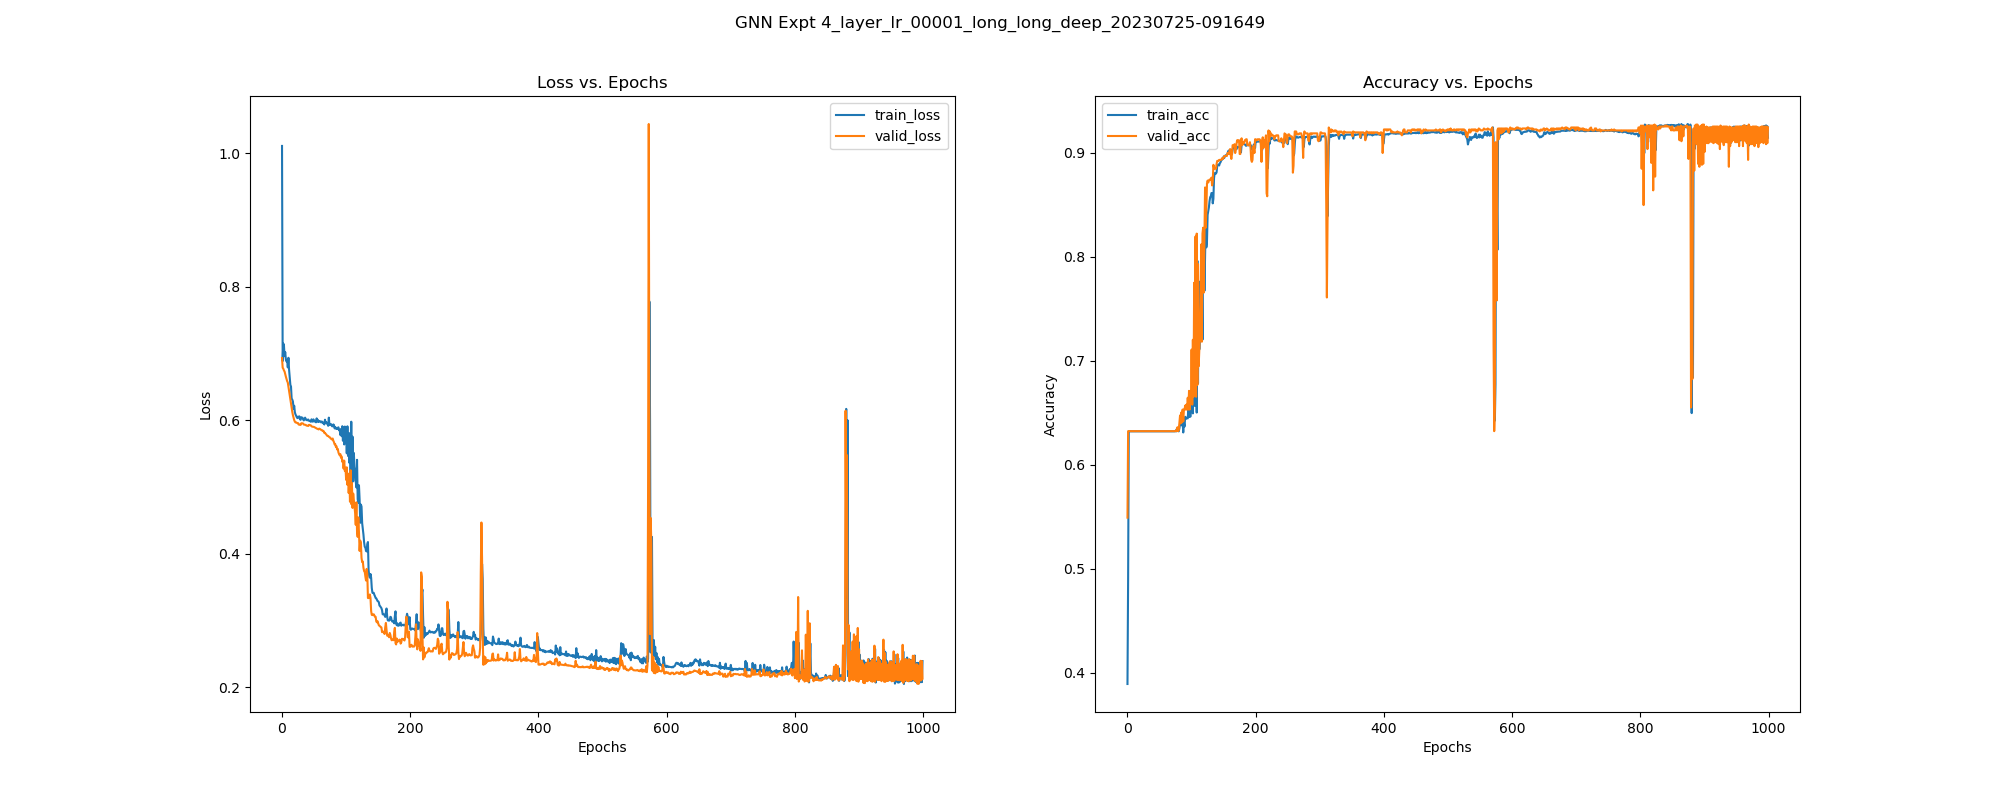 GNN Expt 4_layer_lr_00001_long_long_deep_20230725-091649
Loss vs. Epochs
train_loss
valid_loss
1.0
0.8
0.6
0.4
0.2
Loss
0
200
400
600
800
1000
Epochs
Accuracy vs. Epochs
train_acc
valid_acc
0.9
0.8
0.7
0.6
0.5
0.4
Accuracy
0
200
400
600
800
1000
Epochs